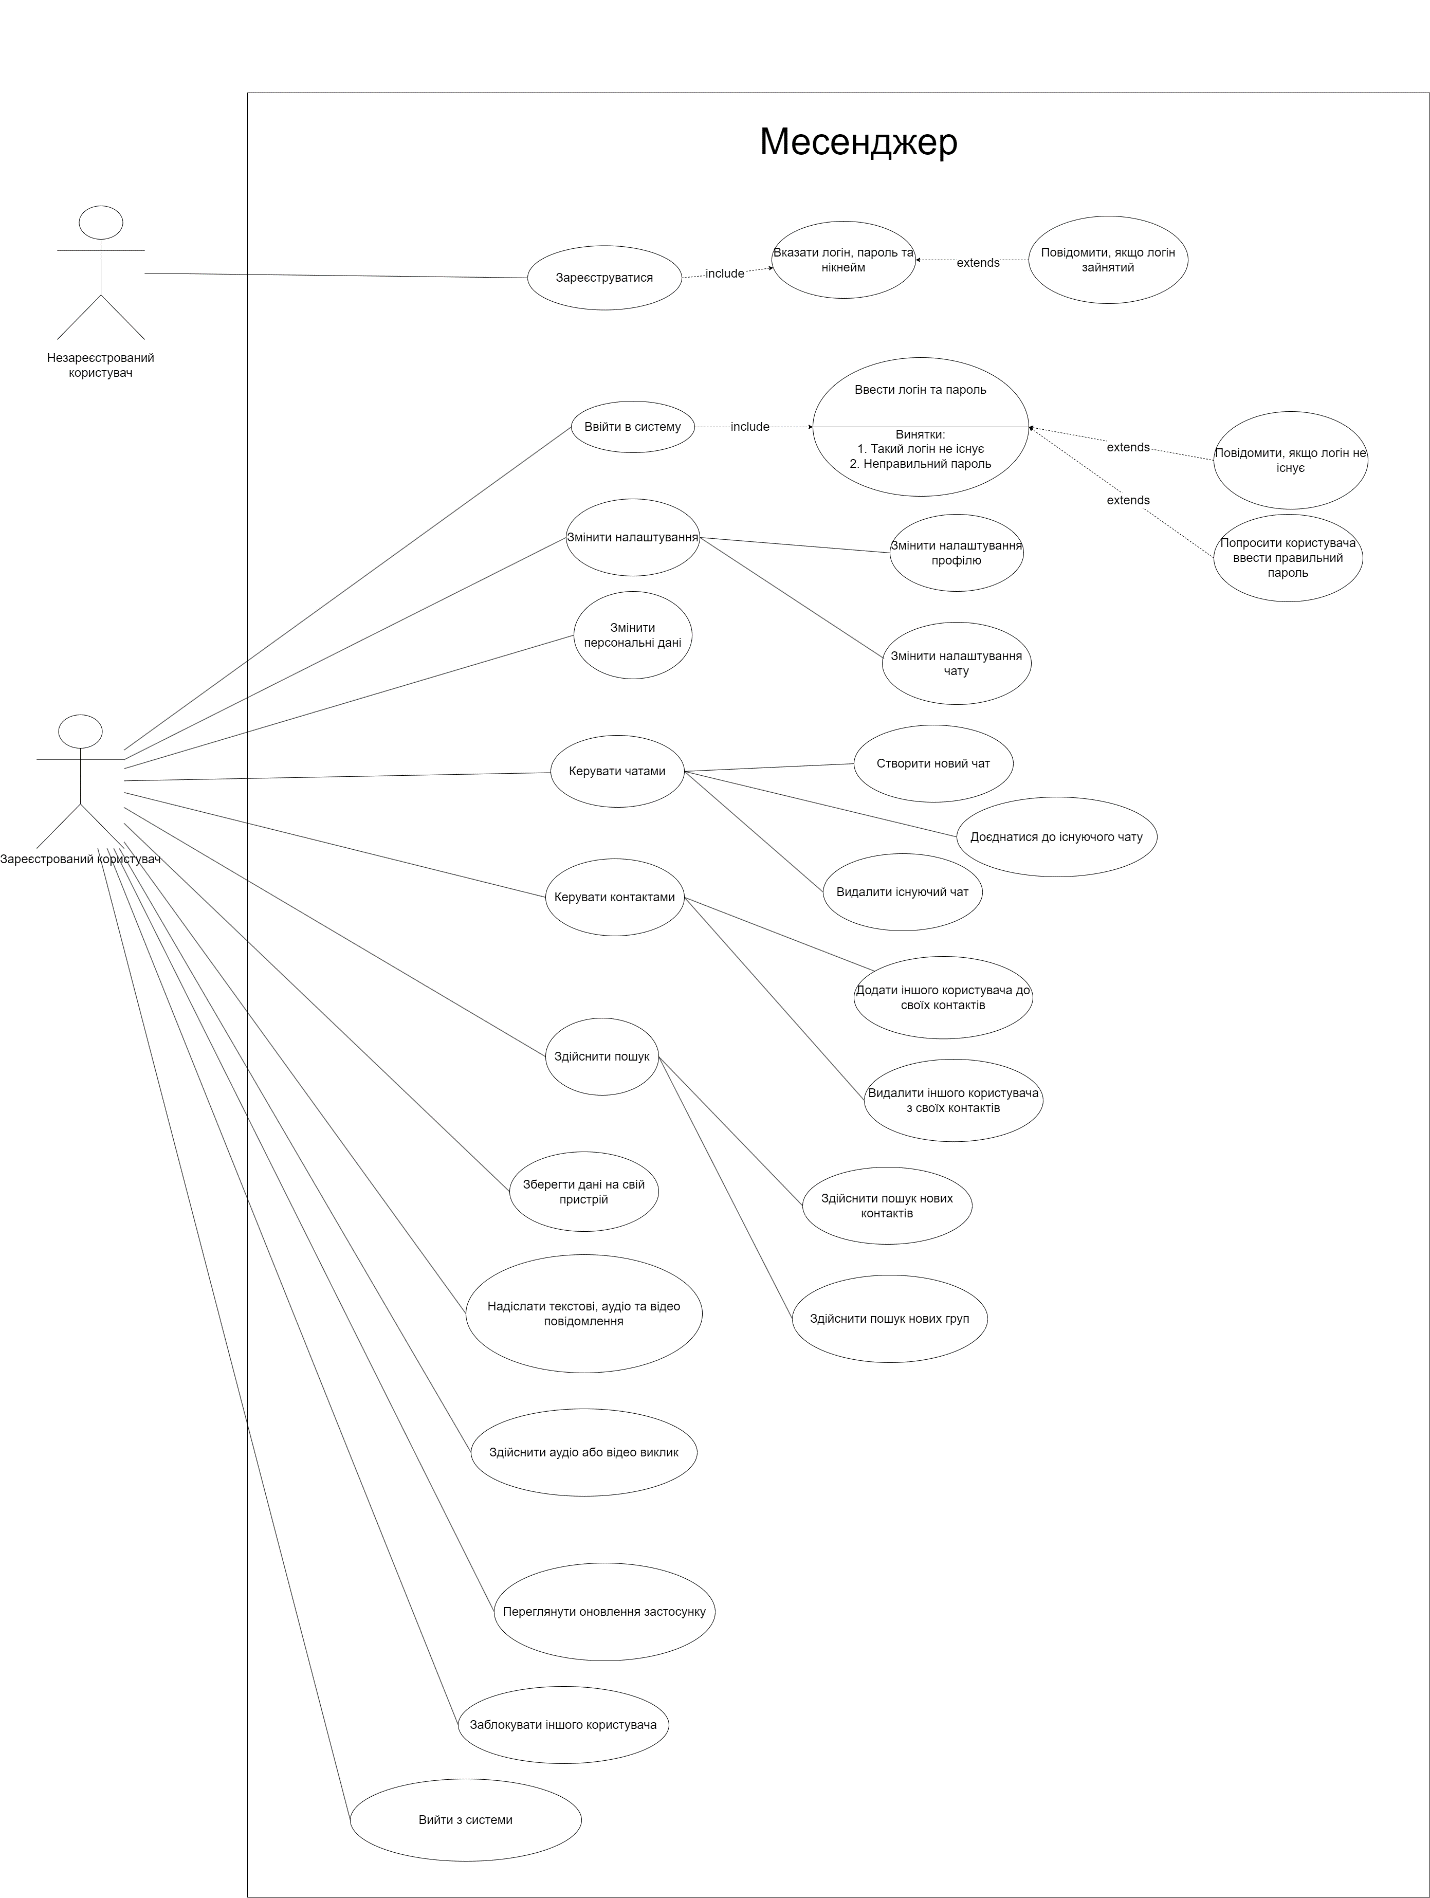 Месенджер
Незареєстрований
користувач
Зареєструватися
include
Вказати логін, пароль та
нікнейм
extends
Повідомити, якщо логін
зайнятий
Ввійти в систему
include
Ввести логін та пароль
Винятки:
1. Такий логін не існує
2. Неправильний пароль
extends
Повідомити, якщо логін не
існує
extends
Попросити користувача
ввести правильний
пароль
Змінити налаштування
Змінити налаштування
профілю
Змінити налаштування
чату
Змінити
персональні дані
Зареєстрований користувач
Керувати чатами
Створити новий чат
Доєднатися до існуючого чату
Видалити існуючий чат
Керувати контактами
Додати іншого користувача до
своїх контактів
Видалити іншого користувача
з своїх контактів
Здійснити пошук
Здійснити пошук нових
контактів
Здійснити пошук нових груп
Зберегти дані на свій
пристрій
Надіслати текстові, аудіо та відео
повідомлення
Здійснити аудіо або відео виклик
Переглянути оновлення застосунку
Заблокувати іншого користувача
Вийти з системи